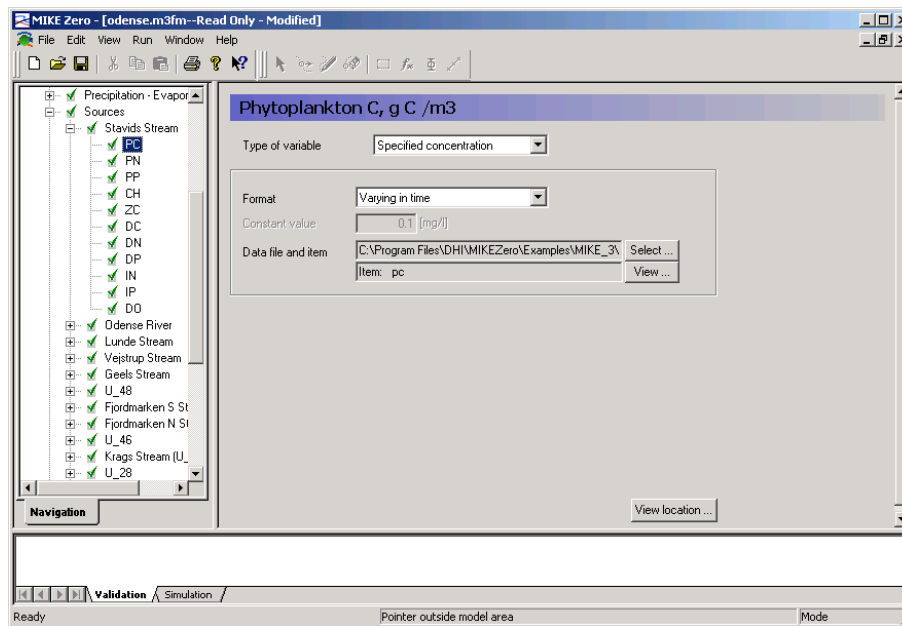 MIKE Zero - [odense.m3fm--Read Only - Modified]
File Edit View Run Window Help
Precipitation - Evapor
Sources
Stavids Stream
PC
PN
PP
CH
ZC
DC
DN
DP
IN
IP
DO
Odense River
Lunde Stream
Vejstrup Stream
Geels Stream
U_48
Fjordmarken S St
Fjordmarken N St
U_46
Krags Stream (U_
U_28
Navigation
Phytoplankton C, g C /m3
Type of variable Specified concentration
Format Varying in time
Constant value 0.1 [mg/l]
Data file and item C:\Program Files\DHI\MIKEZero\Examples\MIKE_3\ Select ...
Item: pc View ...
View location ...
Validation Simulation
Ready Pointer outside model area Mode